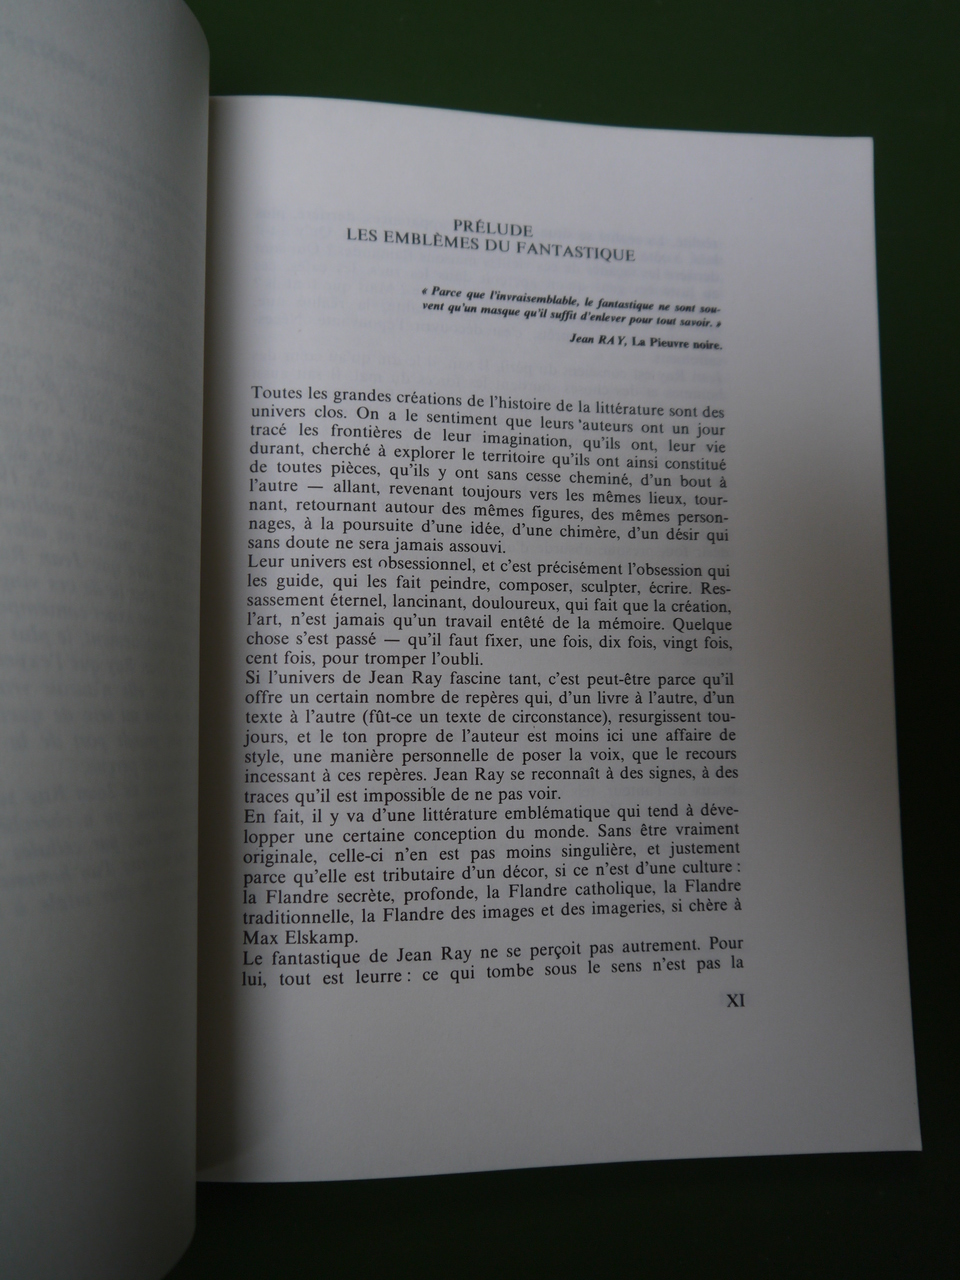 PRÉLUDE
LES EMBLÈMES DU FANTASTIQUE
« Parce que l'invraisemblable, le fantastique ne sont sou-
vent qu'un masque qu'il suffit d'enlever pour tout savoir. »
Jean RAY, La Pieuvre noire.
Toutes les grandes créations de l'histoire de la littérature sont des
univers clos. On a le sentiment que leurs auteurs ont un jour
tracé les frontières de leur imagination, qu'ils ont, leur vie
durant, cherché à explorer le territoire qu'ils ont ainsi constitué
de toutes pièces, qu'ils y ont sans cesse cheminé, d'un bout à
l'autre — allant, revenant toujours vers les mêmes lieux, tour-
nant, retournant autour des mêmes figures, des mêmes person-
nages, à la poursuite d'une idée, d'une chimère, d'un désir qui
sans doute ne sera jamais assouvi.
Leur univers est obsessionnel, et c'est précisément l'obsession qui
les guide, qui les fait peindre, composer, sculpter, écrire. Res-
sassement éternel, lancinant, douloureux, qui fait que la création,
l'art, n'est jamais qu'un travail entêté de la mémoire. Quelque
chose s'est passé — qu'il faut fixer, une fois, dix fois, vingt fois,
cent fois, pour tromper l'oubli.
Si l'univers de Jean Ray fascine tant, c'est peut-être parce qu'il
offre un certain nombre de repères qui, d'un livre à l'autre, d'un
texte à l'autre (fût-ce un texte de circonstance), resurgissent tou-
jours, et le ton propre de l'auteur est moins ici une affaire de
style, une manière personnelle de poser la voix, que le recours
incessant à ces repères. Jean Ray se reconnaît à des signes, à des
traces qu'il est impossible de ne pas voir.
En fait, il y va d'une littérature emblématique qui tend à déve-
lopper une certaine conception du monde. Sans être vraiment
originale, celle-ci n'en est pas moins singulière, et justement
parce qu'elle est tributaire d'un décor, si ce n'est d'une culture :
la Flandre secrète, profonde, la Flandre catholique, la Flandre
traditionnelle, la Flandre des images et des imageries, si chère à
Max Elskamp.
Le fantastique de Jean Ray ne se perçoit pas autrement. Pour
lui, tout est leurre : ce qui tombe sous le sens n'est pas la
XI